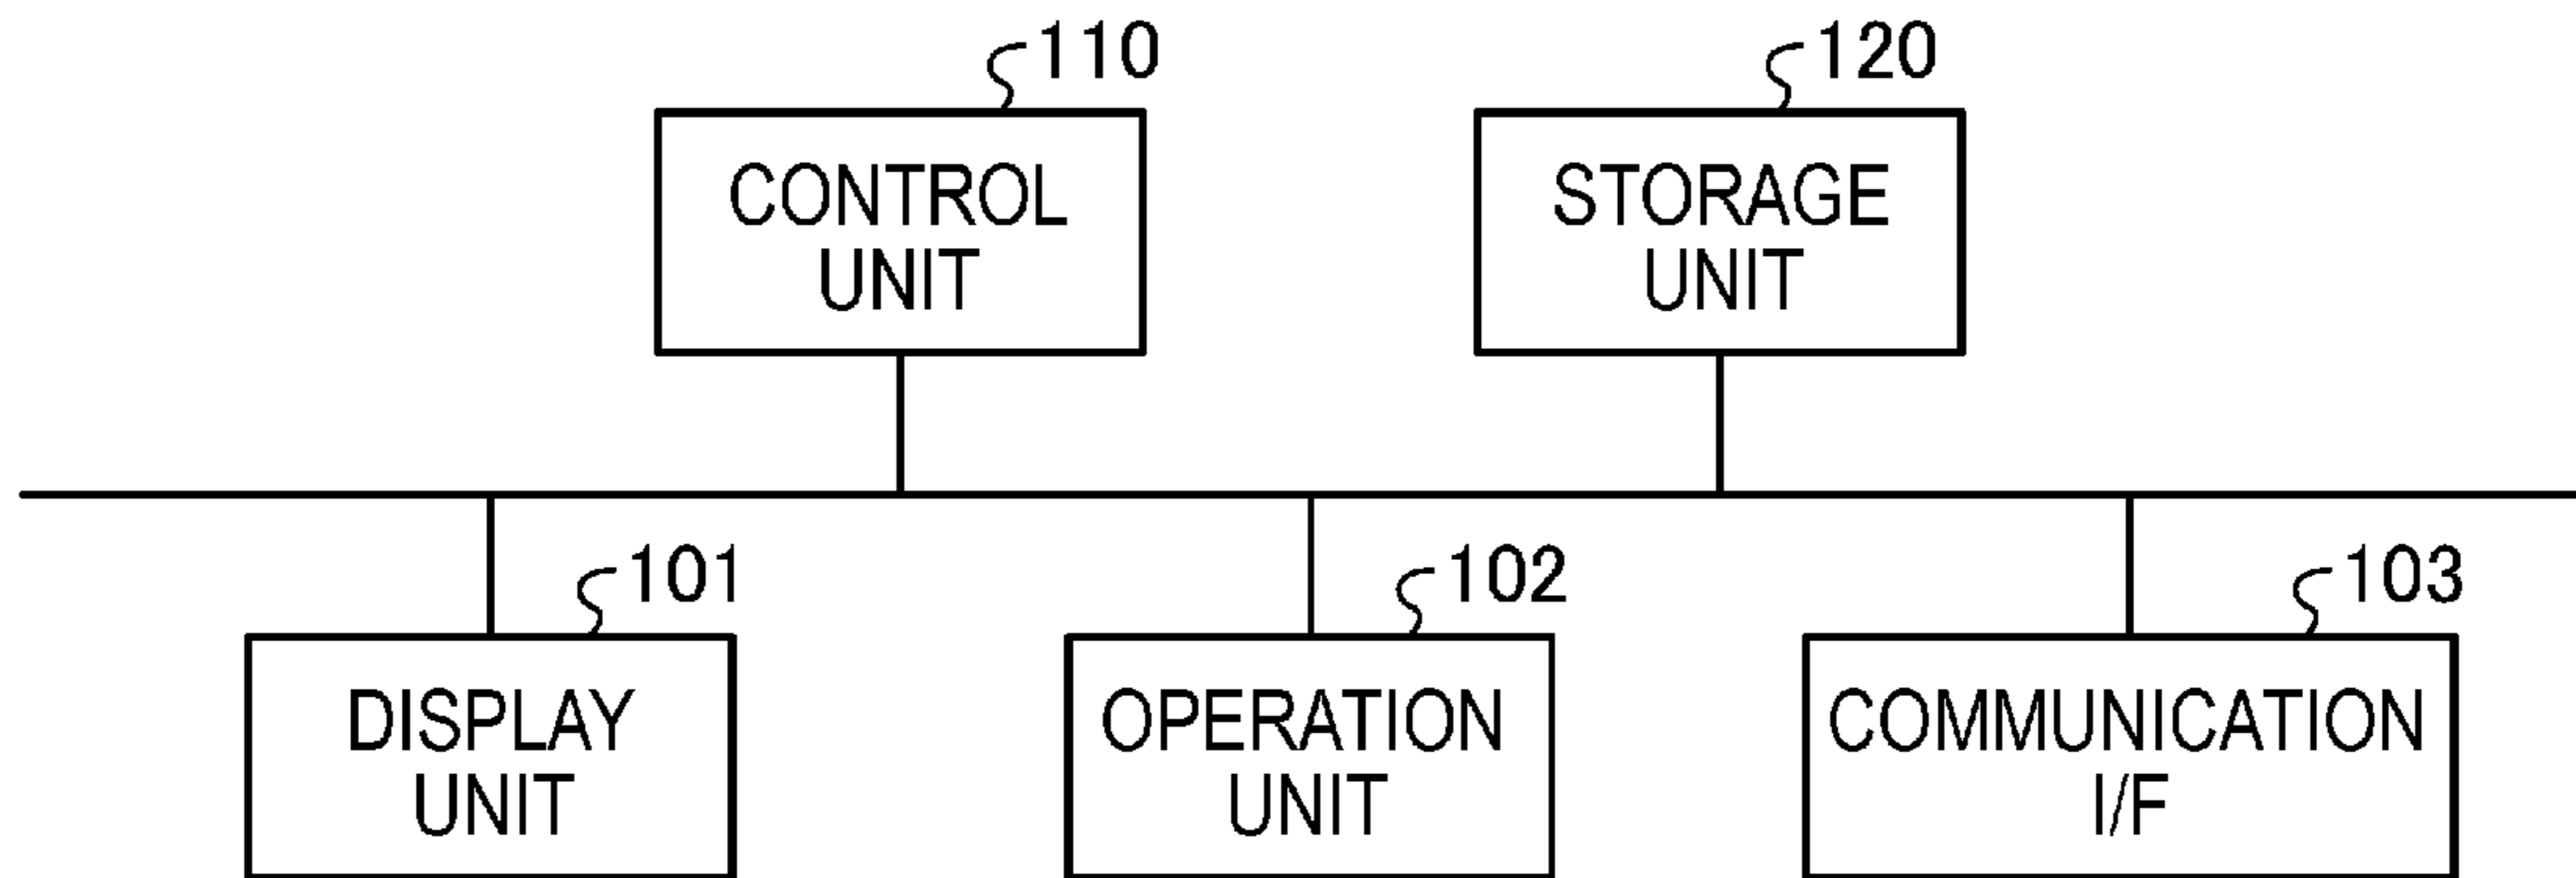 110
120
CONTROL
UNIT
STORAGE
UNIT
101
102
103
DISPLAY
UNIT
OPERATION
UNIT
COMMUNICATION
I/F